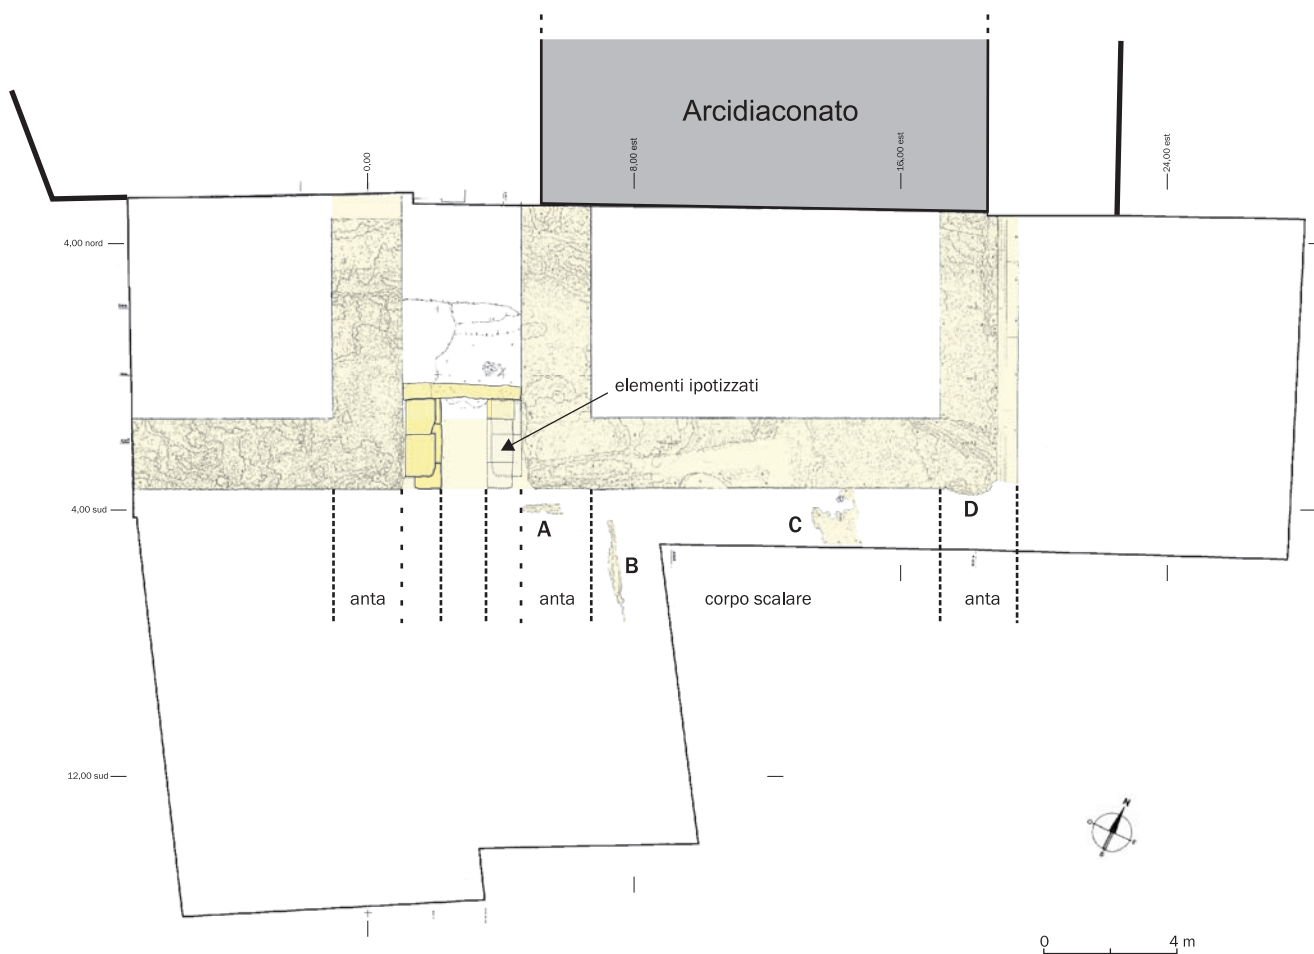 Arcidiaconato
0,00
8,00 est
16,00 est
24,00 est
4,00 nord
elementi ipotizzati
4,00 sud
A
B
C
D
anta
anta
corpo scalare
anta
12,00 sud
N
O
E
S
0
4 m